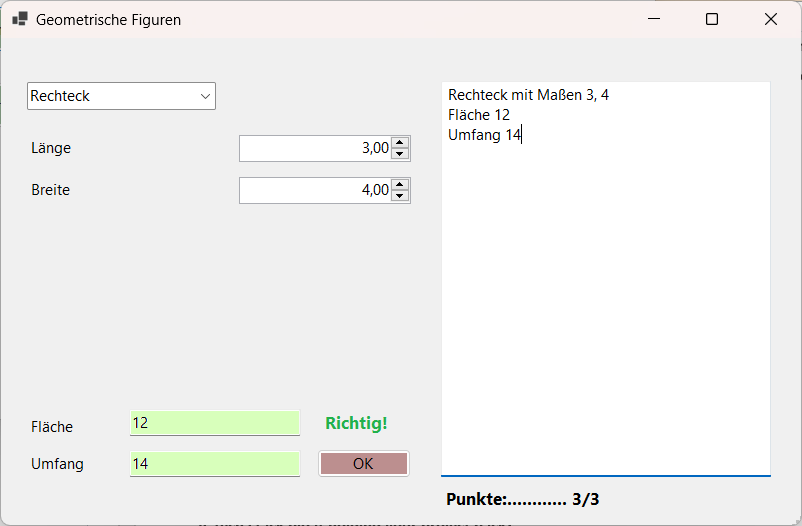 Geometrische Figuren
Rechteck
Länge 3,00
Breite 4,00
Fläche 12 Richtig!
Umfang 14 OK
Rechteck mit Maßen 3, 4
Fläche 12
Umfang 14
Punkte:............ 3/3